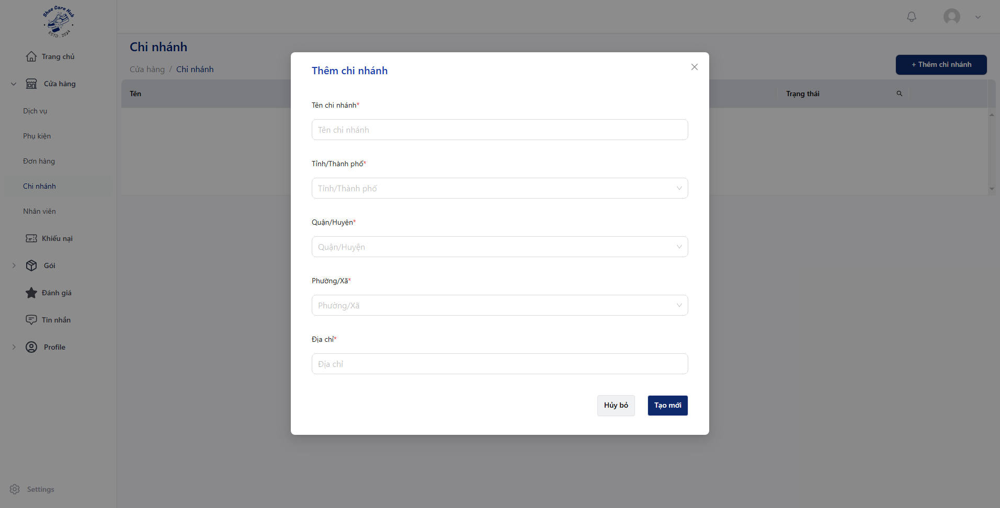 Shoe Care Hub
ESTD . 2024
Trang chủ
Cửa hàng
Dịch vụ
Phụ kiện
Đơn hàng
Chi nhánh
Nhân viên
Khiếu nại
Gói
Đánh giá
Tin nhắn
Profile
Settings
Chi nhánh
Cửa hàng / Chi nhánh
+ Thêm chi nhánh
Tên
Trạng thái
Thêm chi nhánh
Tên chi nhánh*
Tên chi nhánh
Tỉnh/Thành phố*
Tỉnh/Thành phố
Quận/Huyện*
Quận/Huyện
Phường/Xã*
Phường/Xã
Địa chỉ*
Địa chỉ
Hủy bỏ
Tạo mới